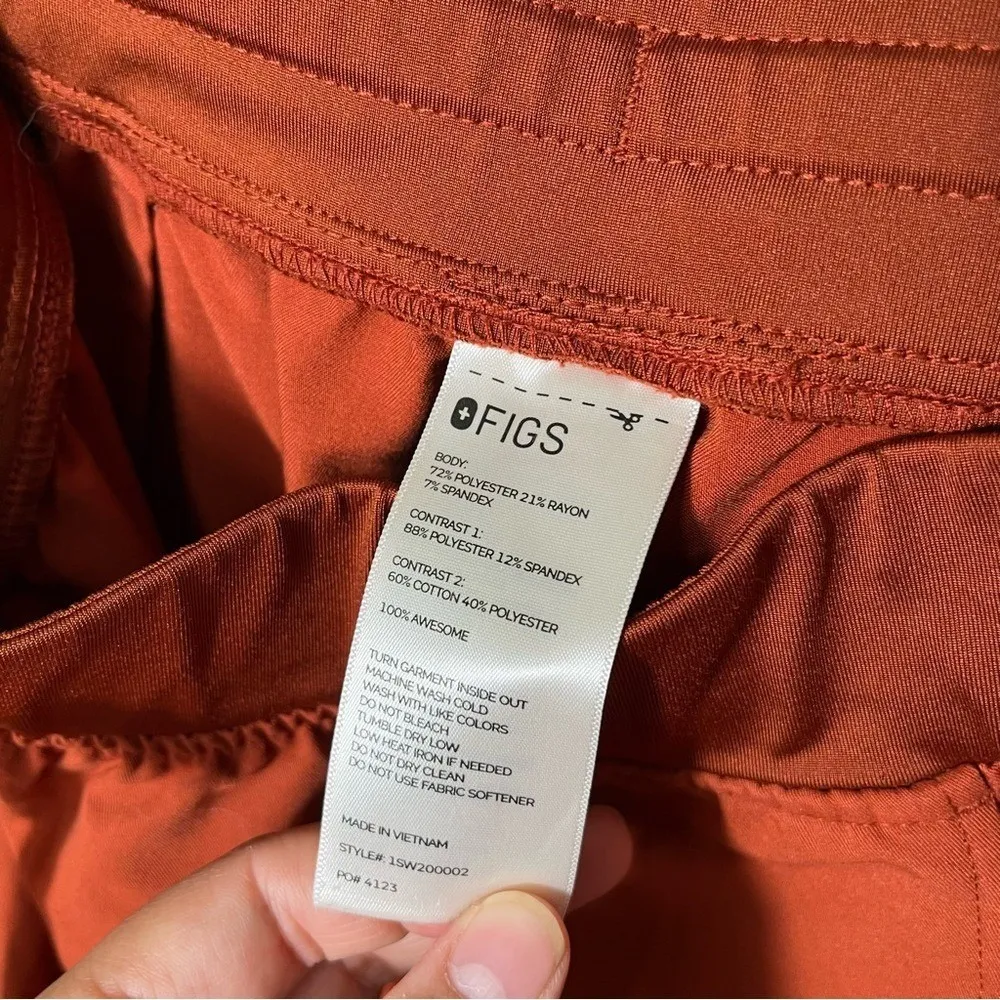 FIGS
BODY:
72% POLYESTER 21% RAYON
7% SPANDEX
CONTRAST 1:
88% POLYESTER 12% SPANDEX
CONTRAST 2:
60% COTTON 40% POLYESTER
100% AWESOME
TURN GARMENT INSIDE OUT
MACHINE WASH COLD
WASH WITH LIKE COLORS
DO NOT BLEACH
TUMBLE DRY LOW
LOW HEAT IRON IF NEEDED
DO NOT DRY CLEAN
DO NOT USE FABRIC SOFTENER
MADE IN VIETNAM
STYLE#: 1SW200002
PO# 4123